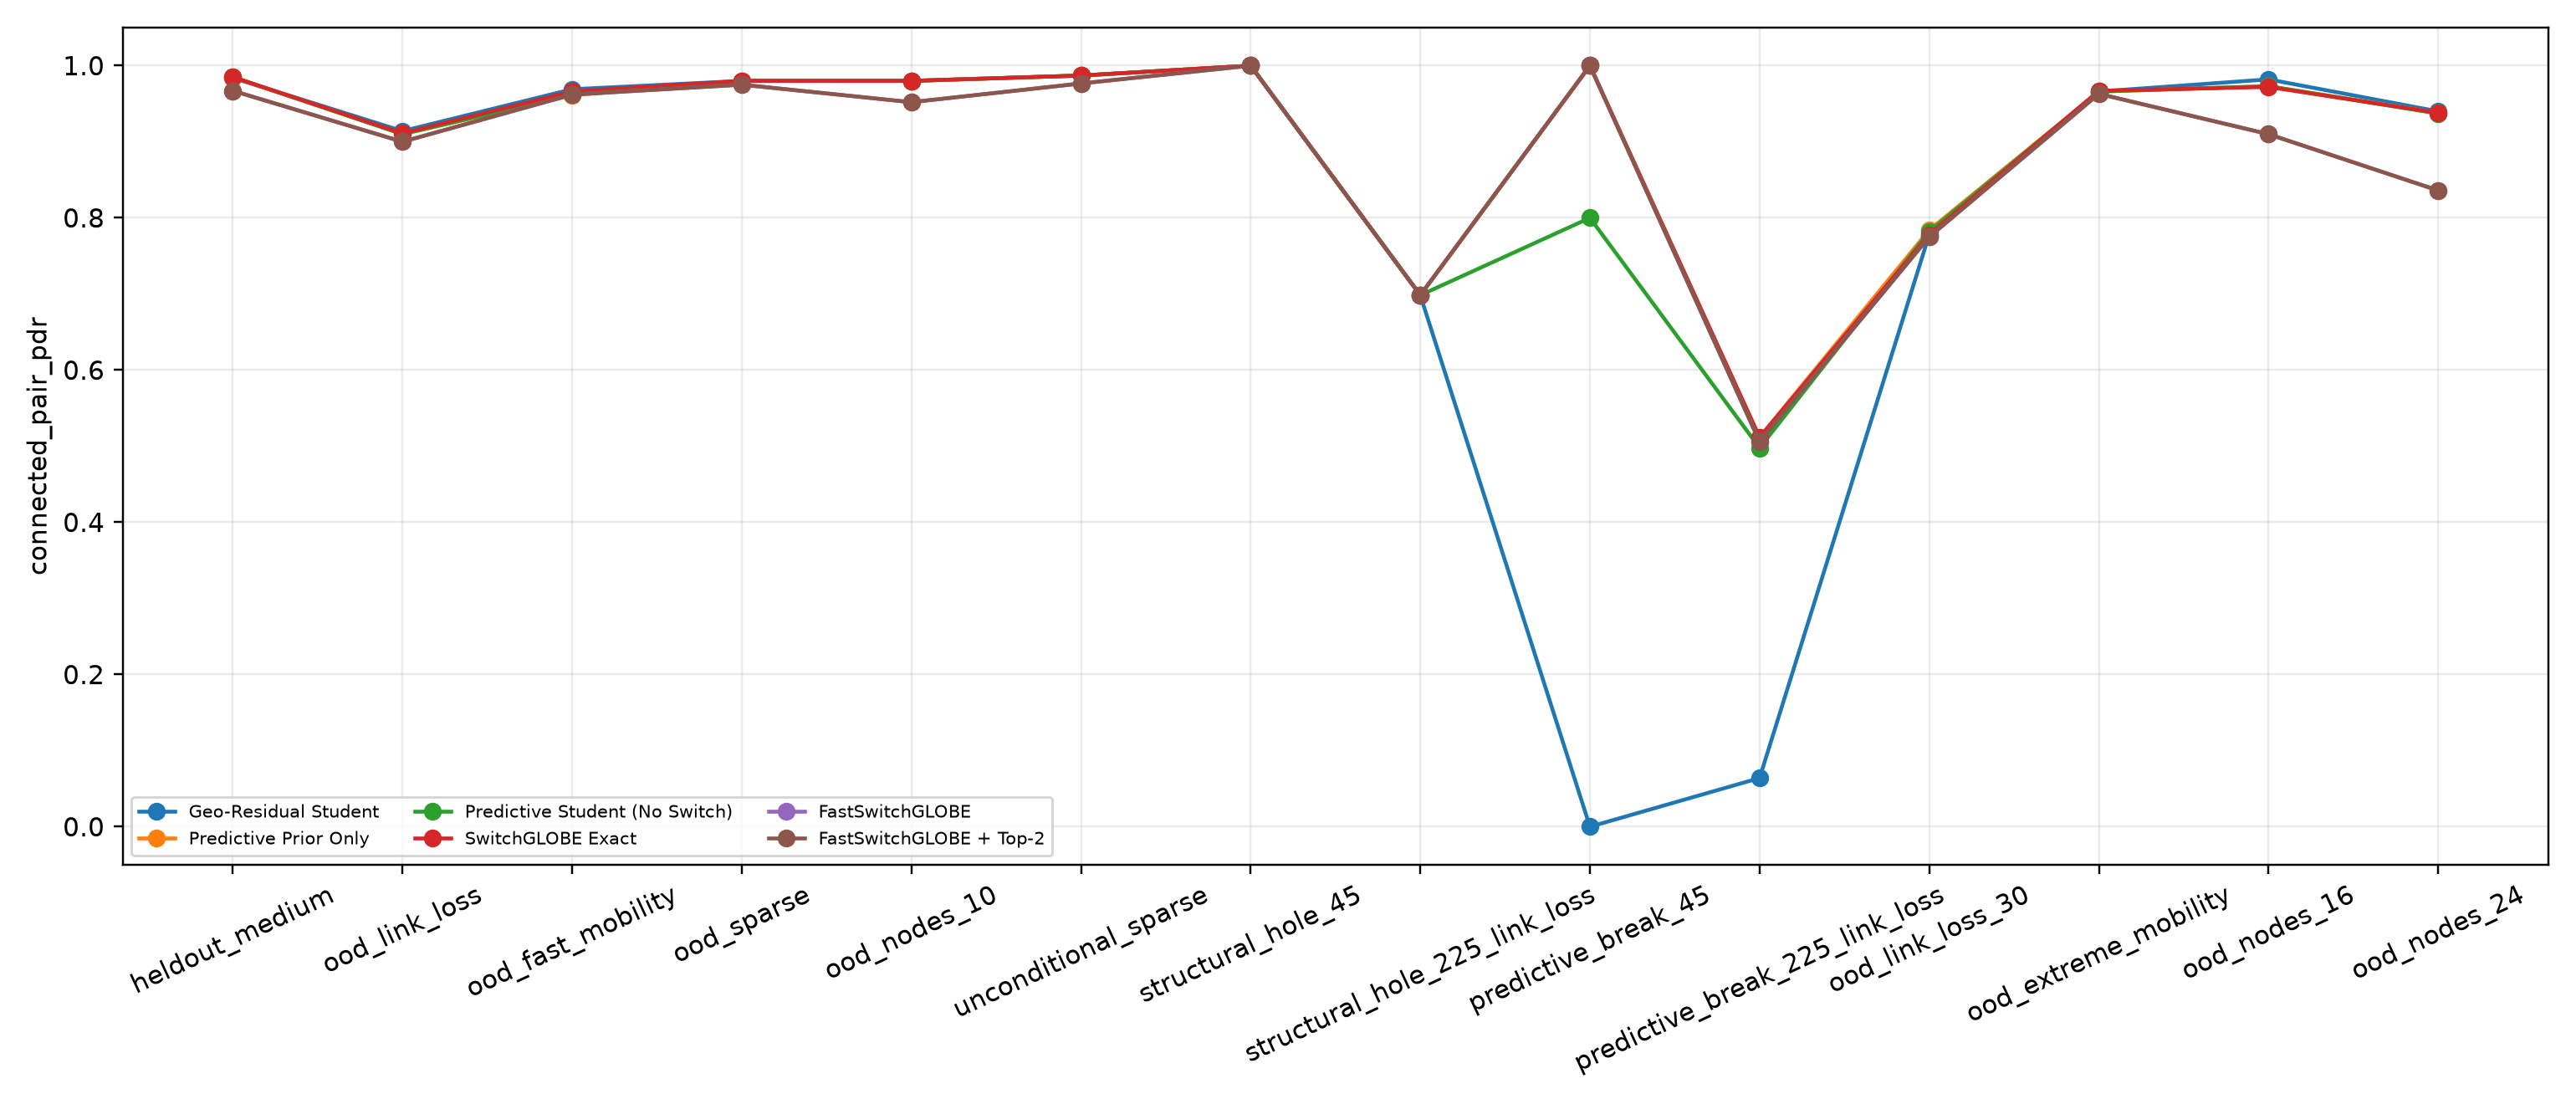 connected_pair_pdr
1.0
0.8
0.6
0.4
0.2
0.0
Geo-Residual Student
Predictive Prior Only
Predictive Student (No Switch)
SwitchGLOBE Exact
FastSwitchGLOBE
FastSwitchGLOBE + Top-2
heldout_medium
ood_link_loss
ood_fast_mobility
ood_sparse
ood_nodes_10
unconditional_sparse
structural_hole_45
structural_hole_225_link_loss
predictive_break_45
predictive_break_225_link_loss
ood_link_loss_30
ood_extreme_mobility
ood_nodes_16
ood_nodes_24